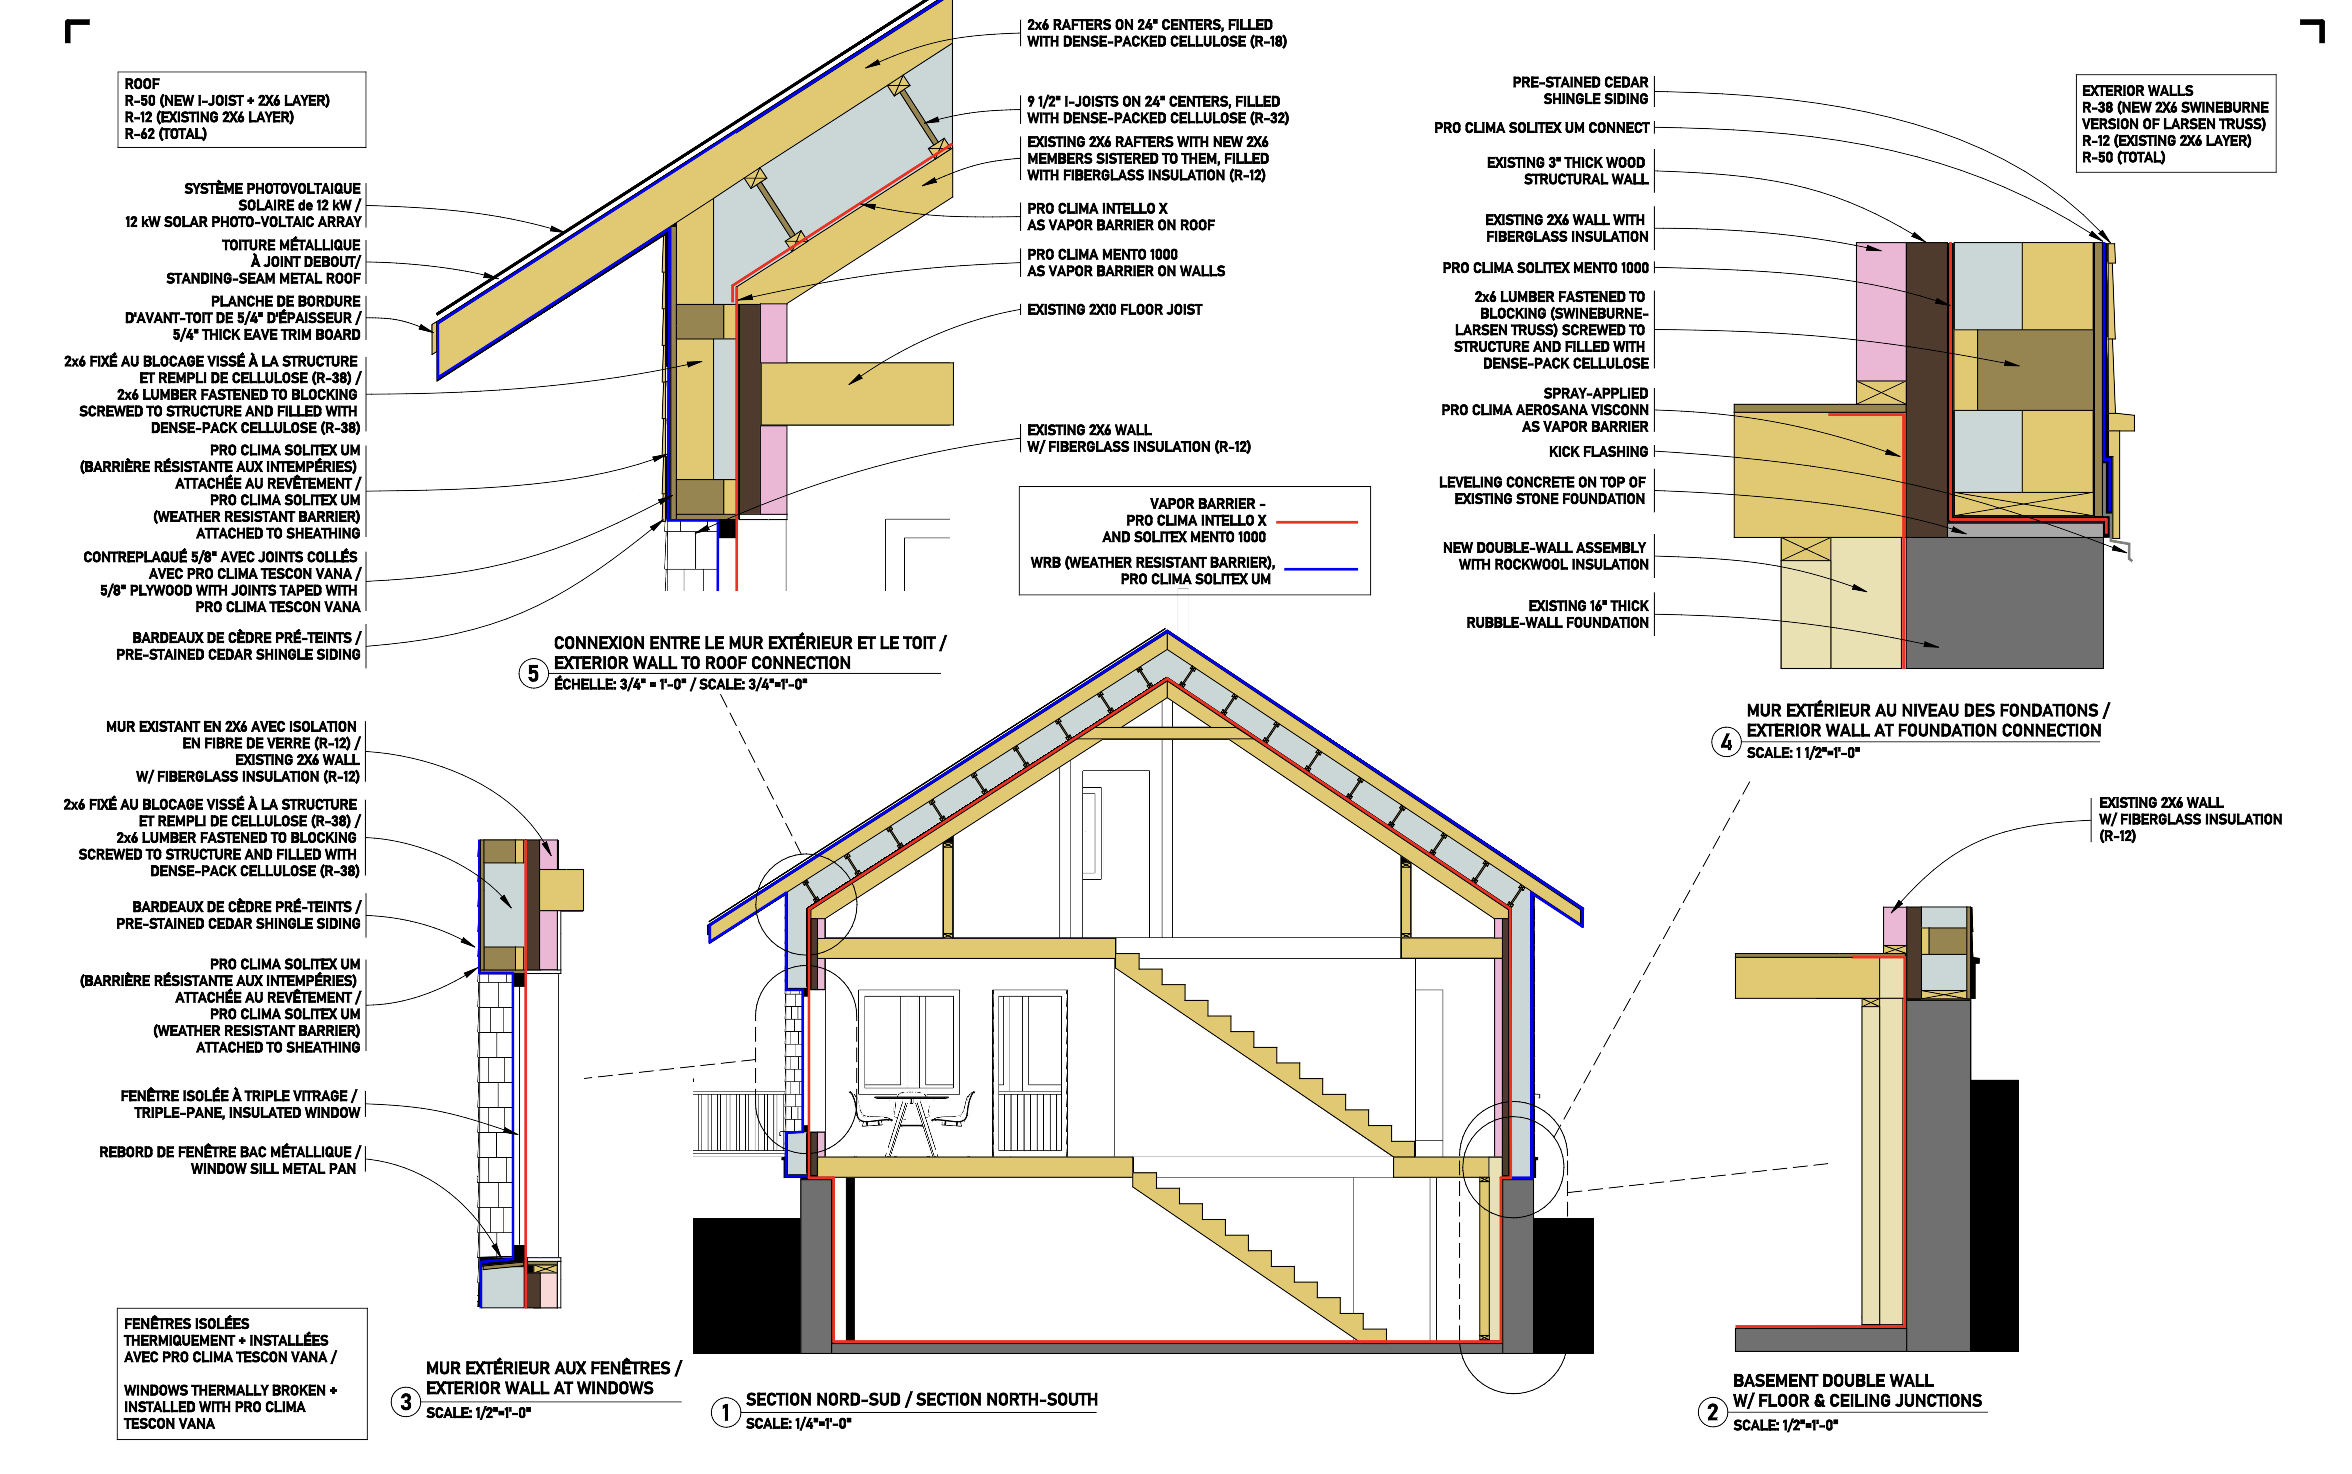 ROOF
R-50 (NEW I-JOIST + 2X6 LAYER)
R-12 (EXISTING 2X6 LAYER)
R-62 (TOTAL)
SYSTÈME PHOTOVOLTAIQUE
SOLAIRE de 12 kW /
12 kW SOLAR PHOTO-VOLTAIC ARRAY
TOITURE MÉTALLIQUE
À JOINT DEBOUT/
STANDING-SEAM METAL ROOF
PLANCHE DE BORDURE
D'AVANT-TOIT DE 5/4" D'ÉPAISSEUR /
5/4" THICK EAVE TRIM BOARD
2x6 FIXÉ AU BLOCAGE VISSÉ À LA STRUCTURE
ET REMPLI DE CELLULOSE (R-38) /
2x6 LUMBER FASTENED TO BLOCKING
SCREWED TO STRUCTURE AND FILLED WITH
DENSE-PACK CELLULOSE (R-38)
PRO CLIMA SOLITEX UM
(BARRIÈRE RÉSISTANTE AUX INTEMPÉRIES)
ATTACHÉE AU REVÊTEMENT /
PRO CLIMA SOLITEX UM
(WEATHER RESISTANT BARRIER)
ATTACHED TO SHEATHING
CONTREPLAQUÉ 5/8" AVEC JOINTS COLLÉS
AVEC PRO CLIMA TESCON VANA /
5/8" PLYWOOD WITH JOINTS TAPED WITH
PRO CLIMA TESCON VANA
BARDEAUX DE CÈDRE PRÉ-TEINTS /
PRE-STAINED CEDAR SHINGLE SIDING
2x6 RAFTERS ON 24" CENTERS, FILLED
WITH DENSE-PACKED CELLULOSE (R-18)
9 1/2" I-JOISTS ON 24" CENTERS, FILLED
WITH DENSE-PACKED CELLULOSE (R-32)
EXISTING 2X6 RAFTERS WITH NEW 2X6
MEMBERS SISTERED TO THEM, FILLED
WITH FIBERGLASS INSULATION (R-12)
PRO CLIMA INTELLO X
AS VAPOR BARRIER ON ROOF
PRO CLIMA MENTO 1000
AS VAPOR BARRIER ON WALLS
EXISTING 2X10 FLOOR JOIST
EXISTING 2X6 WALL
W/ FIBERGLASS INSULATION (R-12)
VAPOR BARRIER -
PRO CLIMA INTELLO X
AND SOLITEX MENTO 1000
WRB (WEATHER RESISTANT BARRIER),
PRO CLIMA SOLITEX UM
5
CONNEXION ENTRE LE MUR EXTÉRIEUR ET LE TOIT /
EXTERIOR WALL TO ROOF CONNECTION
ÉCHELLE: 3/4" = 1'-0" / SCALE: 3/4"=1'-0"
PRE-STAINED CEDAR
SHINGLE SIDING
PRO CLIMA SOLITEX UM CONNECT
EXISTING 3" THICK WOOD
STRUCTURAL WALL
EXISTING 2X6 WALL WITH
FIBERGLASS INSULATION
PRO CLIMA SOLITEX MENTO 1000
2x6 LUMBER FASTENED TO
BLOCKING (SWINEBURNE-
LARSEN TRUSS) SCREWED TO
STRUCTURE AND FILLED WITH
DENSE-PACK CELLULOSE
SPRAY-APPLIED
PRO CLIMA AEROSANA VISCONN
AS VAPOR BARRIER
KICK FLASHING
LEVELING CONCRETE ON TOP OF
EXISTING STONE FOUNDATION
NEW DOUBLE-WALL ASSEMBLY
WITH ROCKWOOL INSULATION
EXISTING 16" THICK
RUBBLE-WALL FOUNDATION
EXTERIOR WALLS
R-38 (NEW 2X6 SWINEBURNE
VERSION OF LARSEN TRUSS)
R-12 (EXISTING 2X6 LAYER)
R-50 (TOTAL)
4
MUR EXTÉRIEUR AU NIVEAU DES FONDATIONS /
EXTERIOR WALL AT FOUNDATION CONNECTION
SCALE: 1 1/2"=1'-0"
MUR EXISTANT EN 2X6 AVEC ISOLATION
EN FIBRE DE VERRE (R-12) /
EXISTING 2X6 WALL
W/ FIBERGLASS INSULATION (R-12)
2x6 FIXÉ AU BLOCAGE VISSÉ À LA STRUCTURE
ET REMPLI DE CELLULOSE (R-38) /
2x6 LUMBER FASTENED TO BLOCKING
SCREWED TO STRUCTURE AND FILLED WITH
DENSE-PACK CELLULOSE (R-38)
BARDEAUX DE CÈDRE PRÉ-TEINTS /
PRE-STAINED CEDAR SHINGLE SIDING
PRO CLIMA SOLITEX UM
(BARRIÈRE RÉSISTANTE AUX INTEMPÉRIES)
ATTACHÉE AU REVÊTEMENT /
PRO CLIMA SOLITEX UM
(WEATHER RESISTANT BARRIER)
ATTACHED TO SHEATHING
FENÊTRE ISOLÉE À TRIPLE VITRAGE /
TRIPLE-PANE, INSULATED WINDOW
REBORD DE FENÊTRE BAC MÉTALLIQUE /
WINDOW SILL METAL PAN
FENÊTRES ISOLÉES
THERMIQUEMENT + INSTALLÉES
AVEC PRO CLIMA TESCON VANA /
WINDOWS THERMALLY BROKEN +
INSTALLED WITH PRO CLIMA
TESCON VANA
3
MUR EXTÉRIEUR AUX FENÊTRES /
EXTERIOR WALL AT WINDOWS
SCALE: 1/2"=1'-0"
1
SECTION NORD-SUD / SECTION NORTH-SOUTH
SCALE: 1/4"=1'-0"
EXISTING 2X6 WALL
W/ FIBERGLASS INSULATION
(R-12)
2
BASEMENT DOUBLE WALL
W/ FLOOR & CEILING JUNCTIONS
SCALE: 1/2"=1'-0"